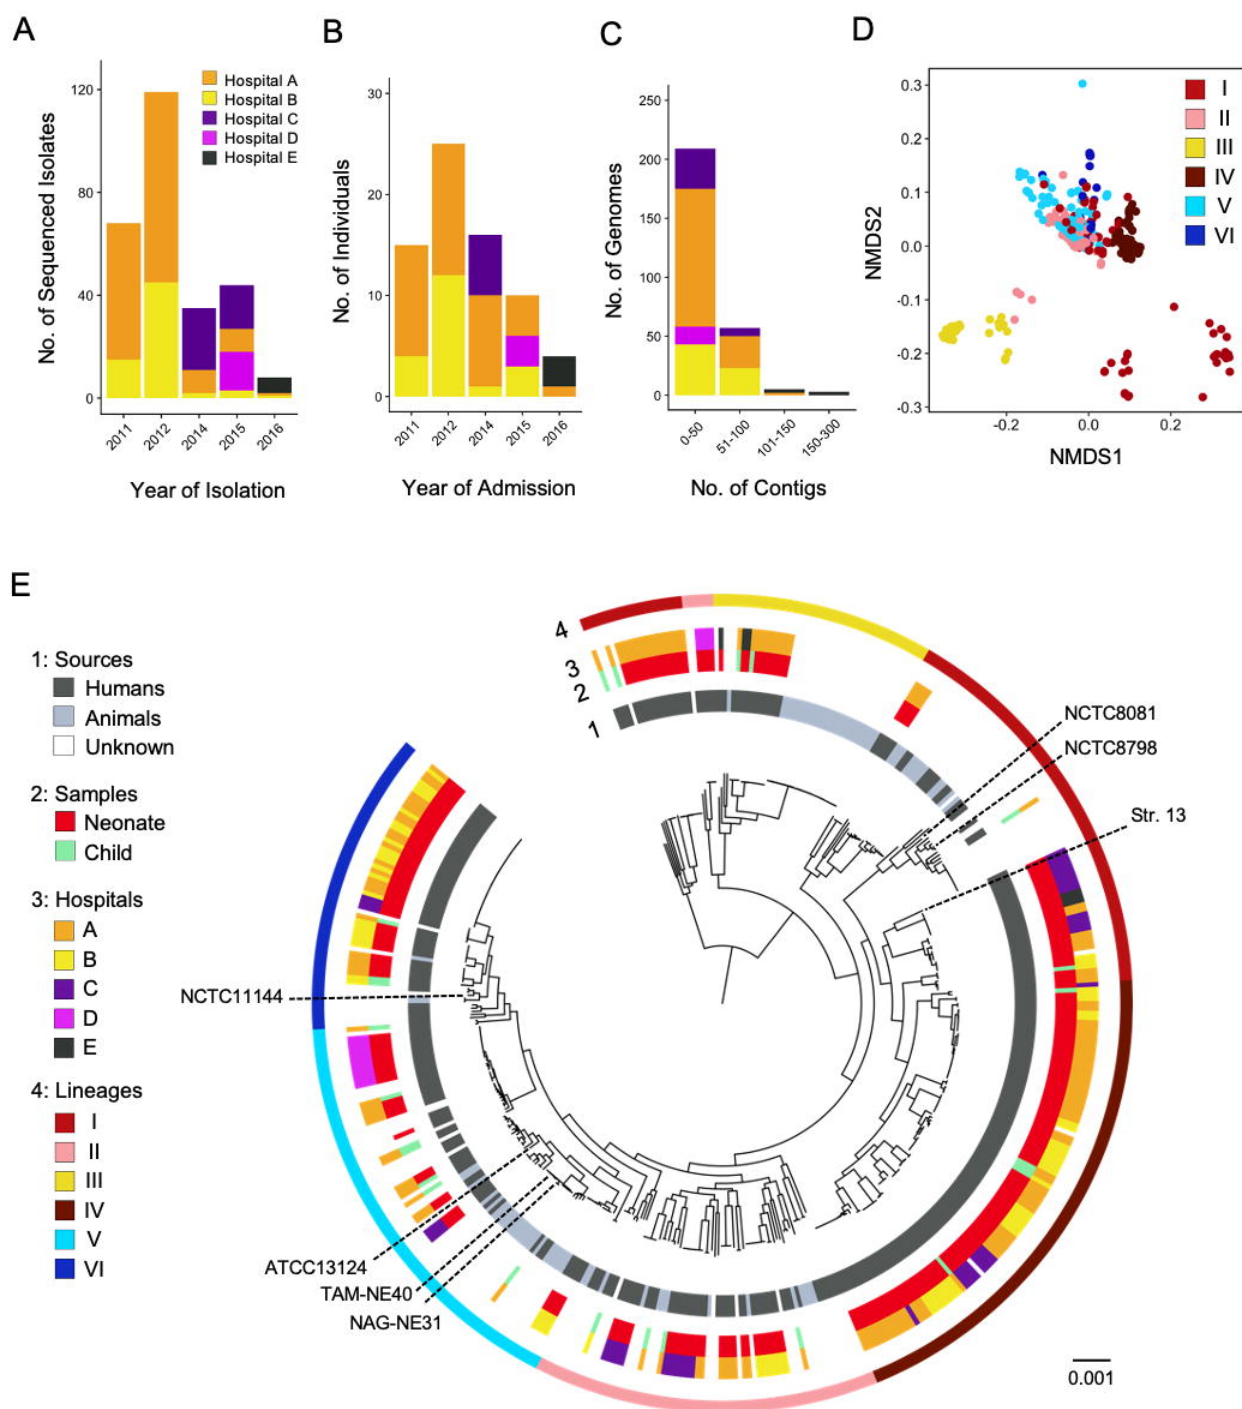 A
No. of Sequenced Isolates
120
80
40
0
2011
2012
2014
2015
2016
Year of Isolation
Hospital A
Hospital B
Hospital C
Hospital D
Hospital E
B
No. of Individuals
30
20
10
0
2011
2012
2014
2015
2016
Year of Admission
C
No. of Genomes
250
200
150
100
50
0
0-50
51-100
101-150
150-300
No. of Contigs
D
NMDS2
0.3
0.2
0.1
0.0
-0.1
-0.2
-0.3
-0.2
0.0
0.2
NMDS1
I
II
III
IV
V
VI
E
1: Sources
Humans
Animals
Unknown
2: Samples
Neonate
Child
3: Hospitals
A
B
C
D
E
4: Lineages
I
II
III
IV
V
VI
4
3
2
1
NCTC8081
NCTC8798
Str. 13
NCTC11144
ATCC13124
TAM-NE40
NAG-NE31
0.001